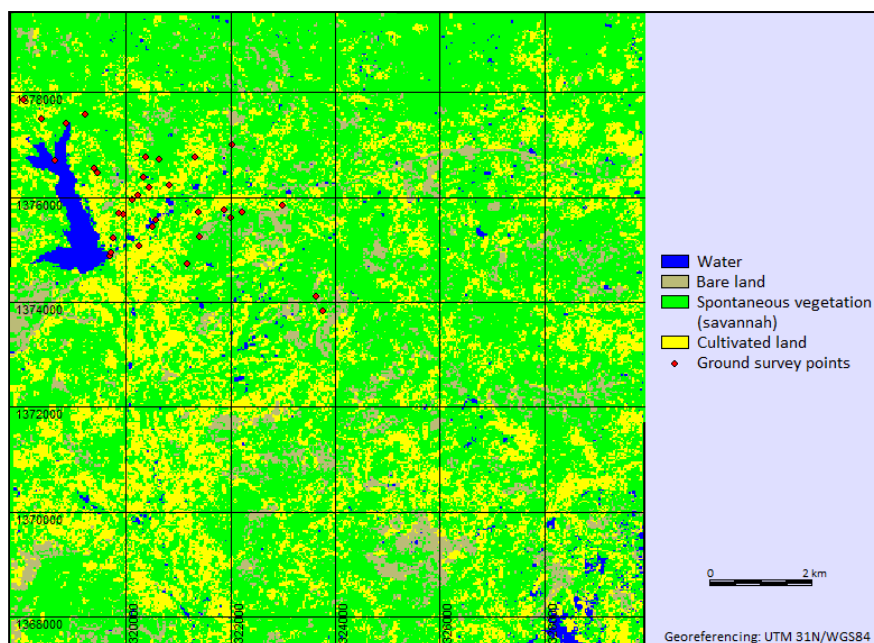 1378000
1376000
1374000
1372000
1370000
1368000
320000
322000
324000
326000
328000
Water
Bare land
Spontaneous vegetation
(savannah)
Cultivated land
Ground survey points
0 2 km
Georeferencing: UTM 31N/WGS84